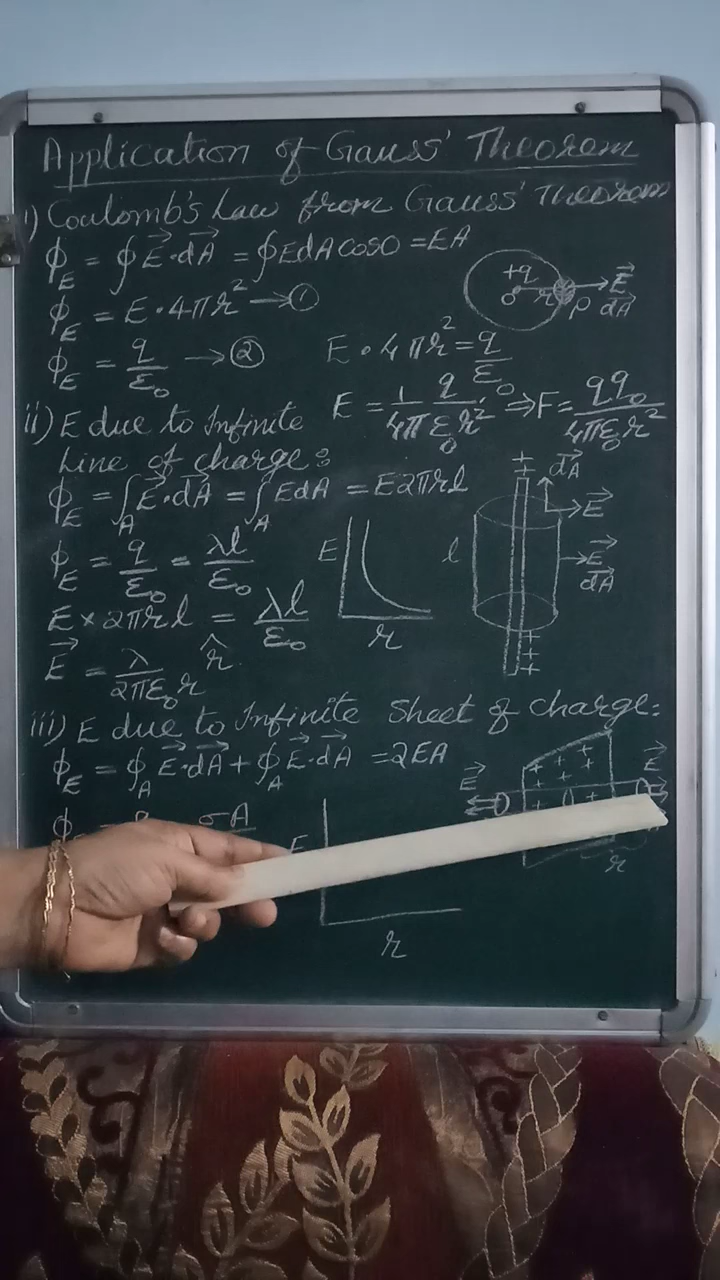 Application of Gauss' Theorem
i) Coulomb's Law from Gauss' Theorem
ϕ_E = ∮E⃗·dA⃗ = ∮EdA cos0 = EA
ϕ_E = E·4πr² → ①
ϕ_E = q/ε₀ → ②
+q
O
r
P
E⃗
dA⃗
E·4πr² = q/ε₀
E = 1/4πε₀ q/r² ; ⇒ F = qq₀/4πε₀r²
ii) E due to Infinite
Line of charge:
ϕ_E = ∫_A E⃗·dA⃗ = ∫_A EdA = E2πrl
ϕ_E = q/ε₀ = λl/ε₀
E × 2πrl = λl/ε₀
E⃗ = λ/2πε₀r r̂
E
r
+ +
dA⃗
E⃗
l
E⃗
dA⃗
+ + + +
iii) E due to Infinite Sheet of charge:
ϕ_E = ∮_A E⃗·dA⃗ + ∮_A E⃗·dA⃗ = 2EA
σA
E
r
E⃗
+ + + + + + + +
E⃗
r